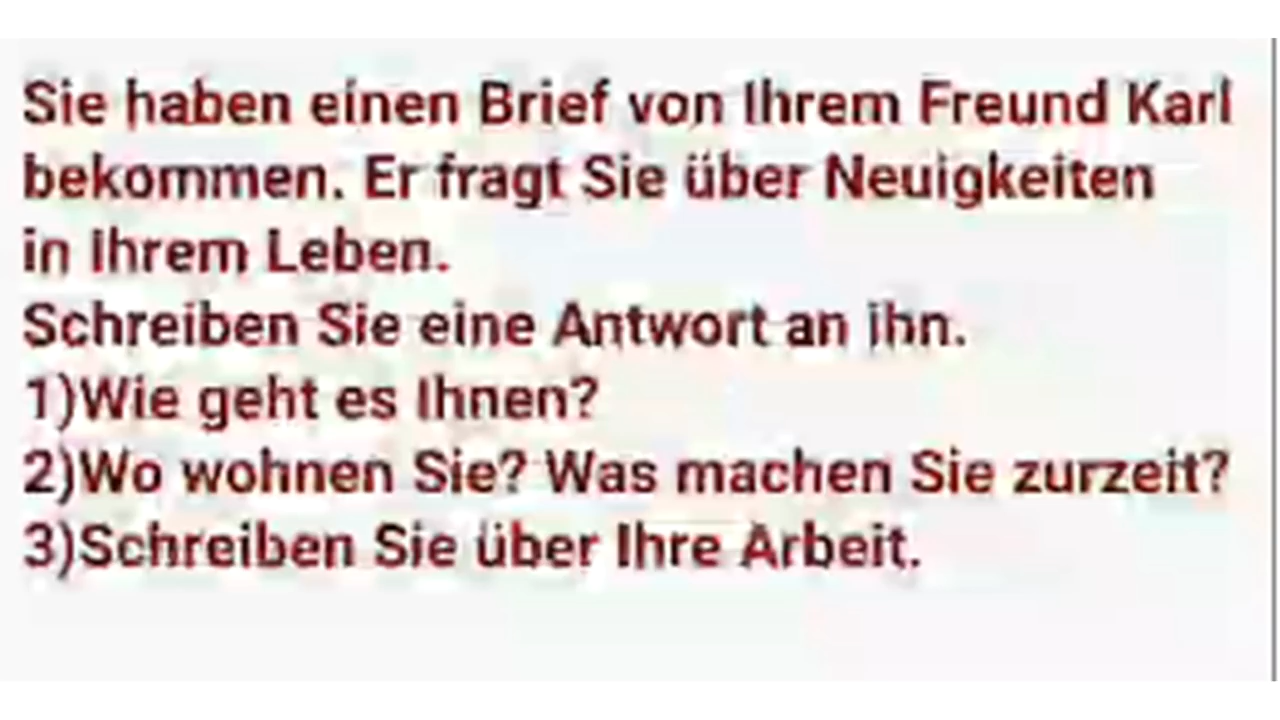 Sie haben einen Brief von Ihrem Freund Karl
bekommen. Er fragt Sie über Neuigkeiten
in Ihrem Leben.
Schreiben Sie eine Antwort an ihn.
1)Wie geht es Ihnen?
2)Wo wohnen Sie? Was machen Sie zurzeit?
3)Schreiben Sie über Ihre Arbeit.